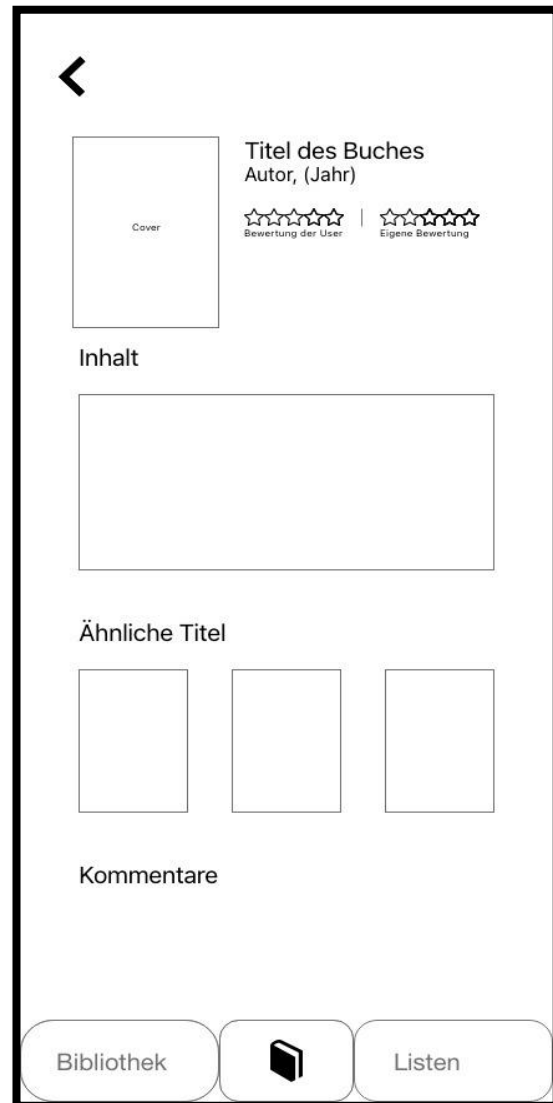 Titel des Buches
Autor, (Jahr)
Cover
Bewertung der User
Eigene Bewertung
Inhalt
Ähnliche Titel
Kommentare
Bibliothek
Listen